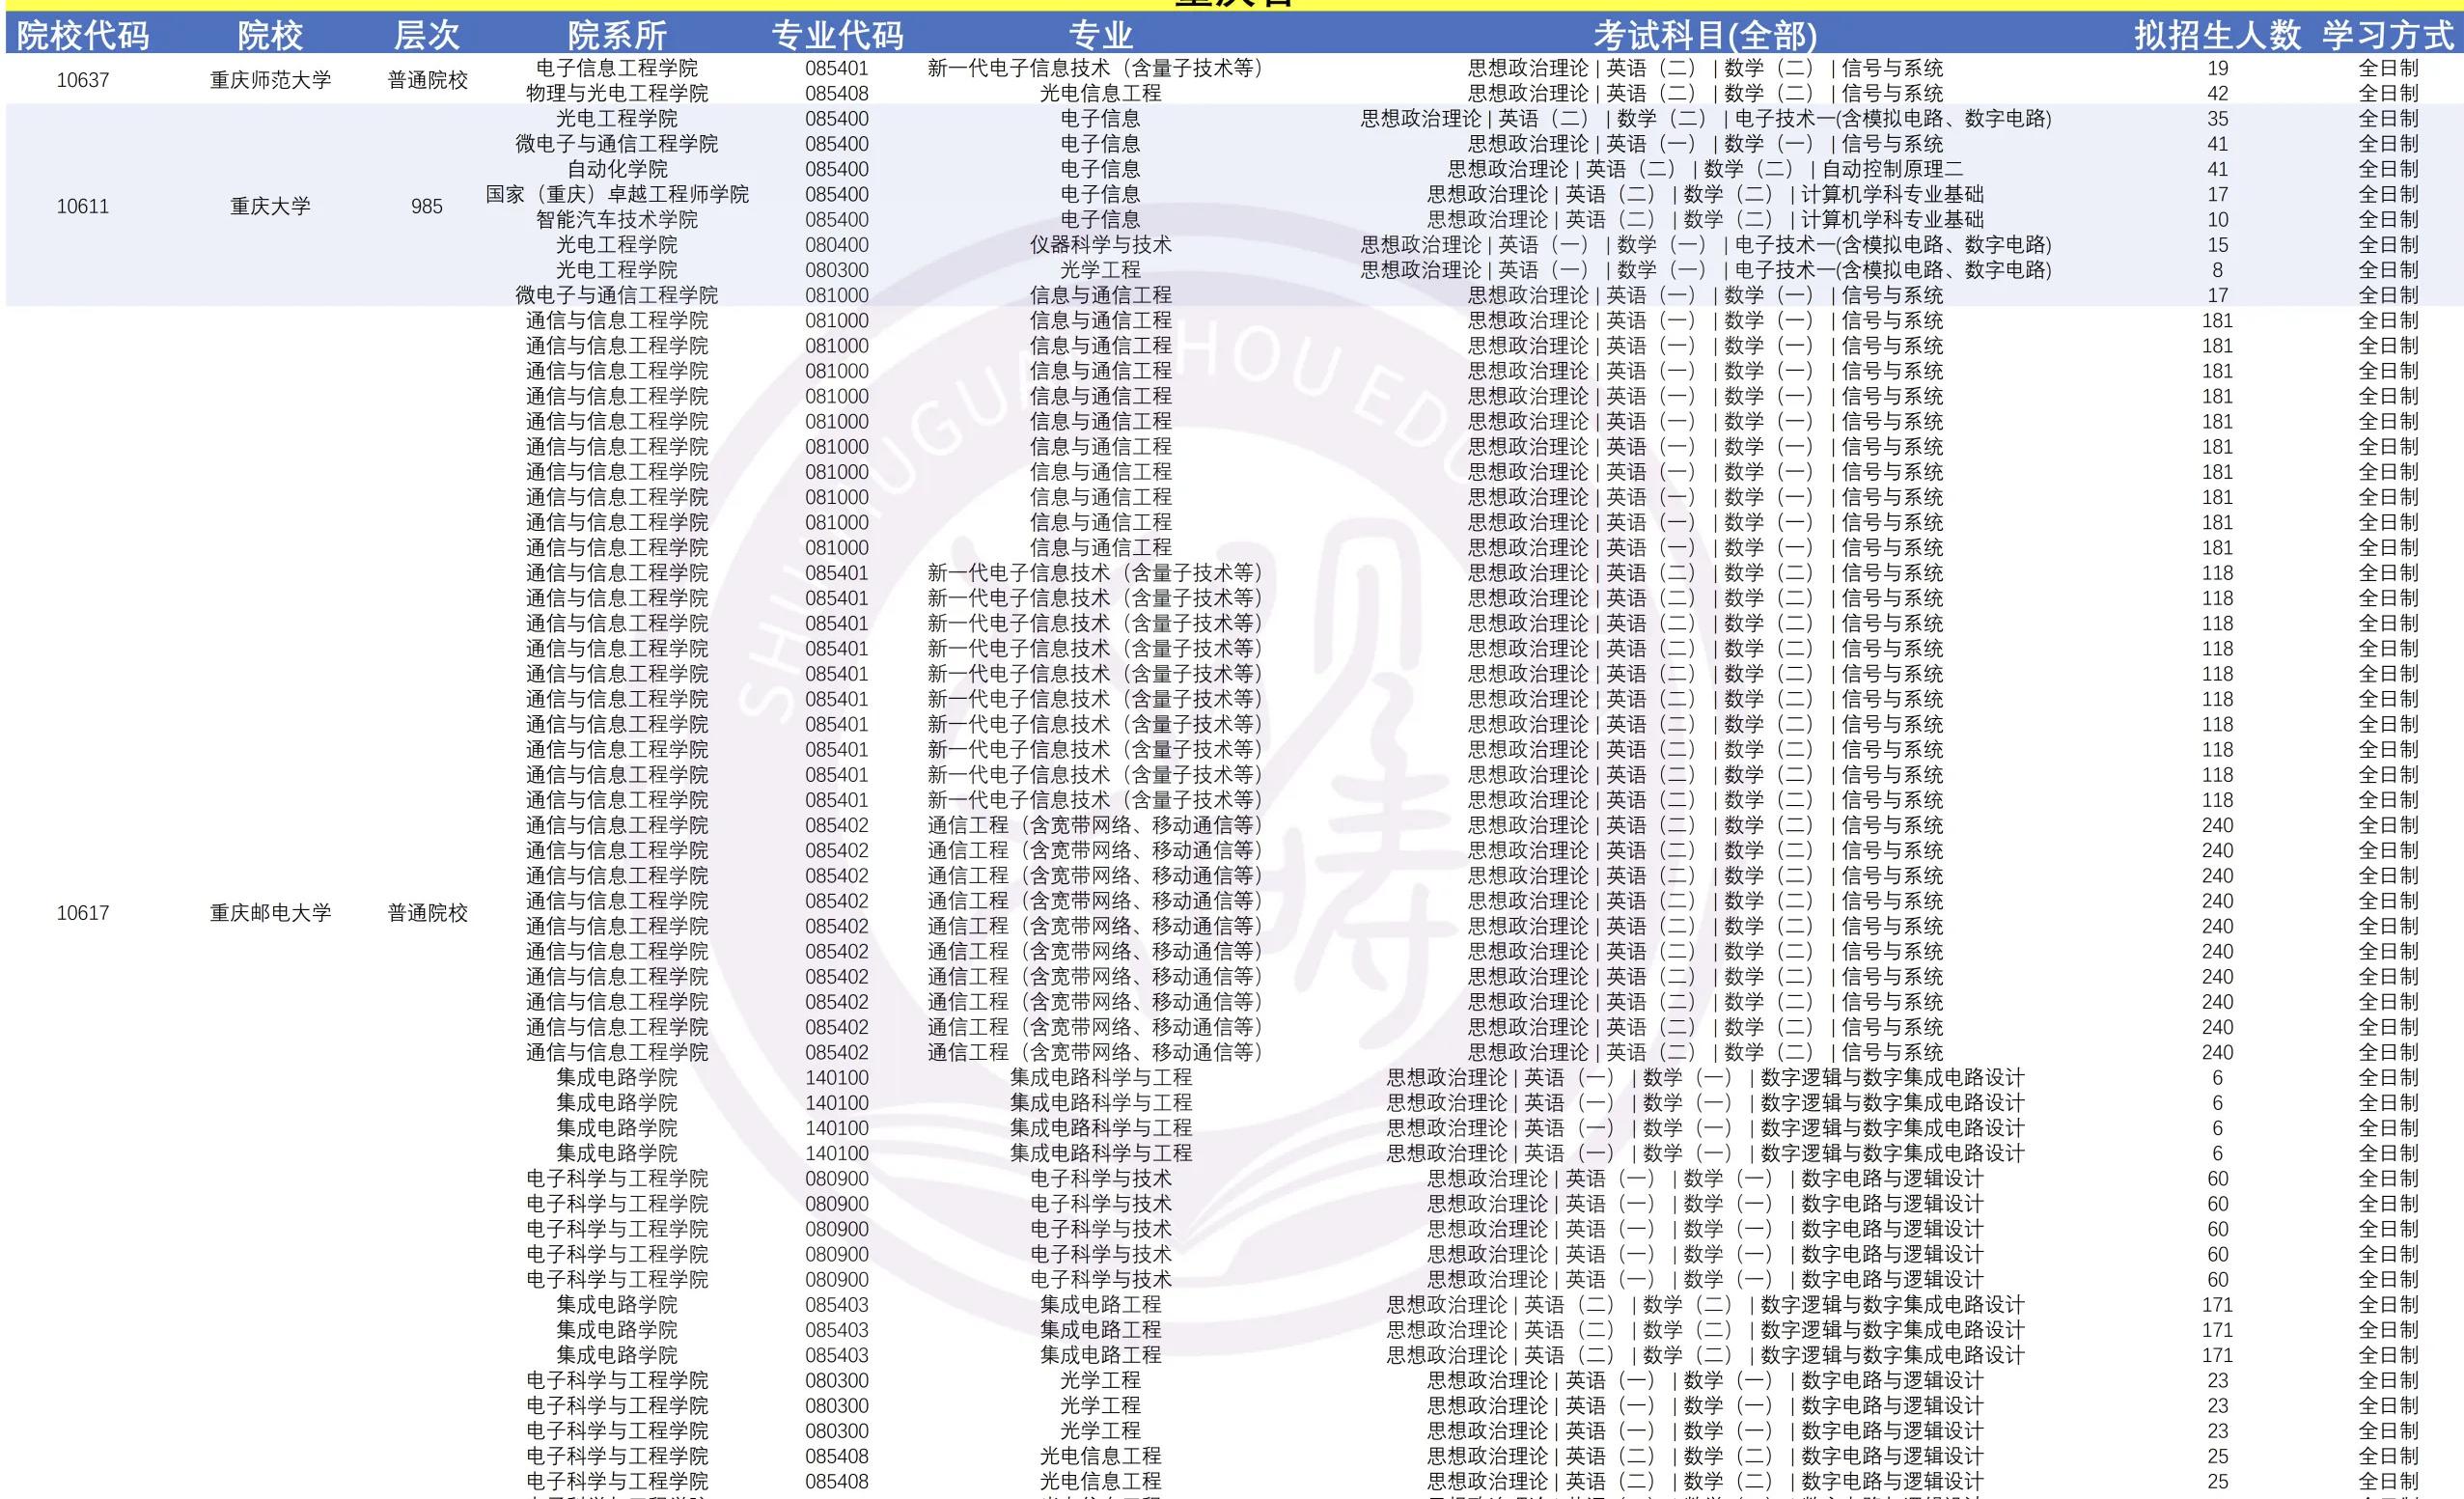 院校代码 院校 层次 院系所 专业代码 专业 考试科目(全部) 拟招生人数 学习方式
电子信息工程学院 085401 新一代电子信息技术（含量子技术等） 思想政治理论 | 英语（二） | 数学（二） | 信号与系统 19 全日制
10637 重庆师范大学 普通院校
物理与光电工程学院 085408 光电信息工程 思想政治理论 | 英语（二） | 数学（二） | 信号与系统 42 全日制
光电工程学院 085400 电子信息 思想政治理论 | 英语（二） | 数学（二） | 电子技术一(含模拟电路、数字电路) 35 全日制
微电子与通信工程学院 085400 电子信息 思想政治理论 | 英语（一） | 数学（一） | 信号与系统 41 全日制
自动化学院 085400 电子信息 思想政治理论 | 英语（二） | 数学（二） | 自动控制原理二 41 全日制
国家（重庆）卓越工程师学院 085400 电子信息 思想政治理论 | 英语（二） | 数学（二） | 计算机学科专业基础 17 全日制
10611 重庆大学 985
智能汽车技术学院 085400 电子信息 思想政治理论 | 英语（二） | 数学（二） | 计算机学科专业基础 10 全日制
光电工程学院 080400 仪器科学与技术 思想政治理论 | 英语（一） | 数学（一） | 电子技术一(含模拟电路、数字电路) 15 全日制
光电工程学院 080300 光学工程 思想政治理论 | 英语（一） | 数学（一） | 电子技术一(含模拟电路、数字电路) 8 全日制
微电子与通信工程学院 081000 信息与通信工程 思想政治理论 | 英语（一） | 数学（一） | 信号与系统 17 全日制
通信与信息工程学院 081000 信息与通信工程 思想政治理论 | 英语（一） | 数学（一） | 信号与系统 181 全日制
通信与信息工程学院 081000 信息与通信工程 思想政治理论 | 英语（一） | 数学（一） | 信号与系统 181 全日制
通信与信息工程学院 081000 信息与通信工程 思想政治理论 | 英语（一） | 数学（一） | 信号与系统 181 全日制
通信与信息工程学院 081000 信息与通信工程 思想政治理论 | 英语（一） | 数学（一） | 信号与系统 181 全日制
通信与信息工程学院 081000 信息与通信工程 思想政治理论 | 英语（一） | 数学（一） | 信号与系统 181 全日制
通信与信息工程学院 081000 信息与通信工程 思想政治理论 | 英语（一） | 数学（一） | 信号与系统 181 全日制
通信与信息工程学院 081000 信息与通信工程 思想政治理论 | 英语（一） | 数学（一） | 信号与系统 181 全日制
通信与信息工程学院 081000 信息与通信工程 思想政治理论 | 英语（一） | 数学（一） | 信号与系统 181 全日制
通信与信息工程学院 081000 信息与通信工程 思想政治理论 | 英语（一） | 数学（一） | 信号与系统 181 全日制
通信与信息工程学院 081000 信息与通信工程 思想政治理论 | 英语（一） | 数学（一） | 信号与系统 181 全日制
通信与信息工程学院 085401 新一代电子信息技术（含量子技术等） 思想政治理论 | 英语（二） | 数学（二） | 信号与系统 118 全日制
通信与信息工程学院 085401 新一代电子信息技术（含量子技术等） 思想政治理论 | 英语（二） | 数学（二） | 信号与系统 118 全日制
通信与信息工程学院 085401 新一代电子信息技术（含量子技术等） 思想政治理论 | 英语（二） | 数学（二） | 信号与系统 118 全日制
通信与信息工程学院 085401 新一代电子信息技术（含量子技术等） 思想政治理论 | 英语（二） | 数学（二） | 信号与系统 118 全日制
通信与信息工程学院 085401 新一代电子信息技术（含量子技术等） 思想政治理论 | 英语（二） | 数学（二） | 信号与系统 118 全日制
通信与信息工程学院 085401 新一代电子信息技术（含量子技术等） 思想政治理论 | 英语（二） | 数学（二） | 信号与系统 118 全日制
通信与信息工程学院 085401 新一代电子信息技术（含量子技术等） 思想政治理论 | 英语（二） | 数学（二） | 信号与系统 118 全日制
通信与信息工程学院 085401 新一代电子信息技术（含量子技术等） 思想政治理论 | 英语（二） | 数学（二） | 信号与系统 118 全日制
通信与信息工程学院 085401 新一代电子信息技术（含量子技术等） 思想政治理论 | 英语（二） | 数学（二） | 信号与系统 118 全日制
通信与信息工程学院 085401 新一代电子信息技术（含量子技术等） 思想政治理论 | 英语（二） | 数学（二） | 信号与系统 118 全日制
通信与信息工程学院 085402 通信工程（含宽带网络、移动通信等） 思想政治理论 | 英语（二） | 数学（二） | 信号与系统 240 全日制
通信与信息工程学院 085402 通信工程（含宽带网络、移动通信等） 思想政治理论 | 英语（二） | 数学（二） | 信号与系统 240 全日制
通信与信息工程学院 085402 通信工程（含宽带网络、移动通信等） 思想政治理论 | 英语（二） | 数学（二） | 信号与系统 240 全日制
通信与信息工程学院 085402 通信工程（含宽带网络、移动通信等） 思想政治理论 | 英语（二） | 数学（二） | 信号与系统 240 全日制
10617 重庆邮电大学 普通院校
通信与信息工程学院 085402 通信工程（含宽带网络、移动通信等） 思想政治理论 | 英语（二） | 数学（二） | 信号与系统 240 全日制
通信与信息工程学院 085402 通信工程（含宽带网络、移动通信等） 思想政治理论 | 英语（二） | 数学（二） | 信号与系统 240 全日制
通信与信息工程学院 085402 通信工程（含宽带网络、移动通信等） 思想政治理论 | 英语（二） | 数学（二） | 信号与系统 240 全日制
通信与信息工程学院 085402 通信工程（含宽带网络、移动通信等） 思想政治理论 | 英语（二） | 数学（二） | 信号与系统 240 全日制
通信与信息工程学院 085402 通信工程（含宽带网络、移动通信等） 思想政治理论 | 英语（二） | 数学（二） | 信号与系统 240 全日制
通信与信息工程学院 085402 通信工程（含宽带网络、移动通信等） 思想政治理论 | 英语（二） | 数学（二） | 信号与系统 240 全日制
集成电路学院 140100 集成电路科学与工程 思想政治理论 | 英语（一） | 数学（一） | 数字逻辑与数字集成电路设计 6 全日制
集成电路学院 140100 集成电路科学与工程 思想政治理论 | 英语（一） | 数学（一） | 数字逻辑与数字集成电路设计 6 全日制
集成电路学院 140100 集成电路科学与工程 思想政治理论 | 英语（一） | 数学（一） | 数字逻辑与数字集成电路设计 6 全日制
集成电路学院 140100 集成电路科学与工程 思想政治理论 | 英语（一） | 数学（一） | 数字逻辑与数字集成电路设计 6 全日制
电子科学与工程学院 080900 电子科学与技术 思想政治理论 | 英语（一） | 数学（一） | 数字电路与逻辑设计 60 全日制
电子科学与工程学院 080900 电子科学与技术 思想政治理论 | 英语（一） | 数学（一） | 数字电路与逻辑设计 60 全日制
电子科学与工程学院 080900 电子科学与技术 思想政治理论 | 英语（一） | 数学（一） | 数字电路与逻辑设计 60 全日制
电子科学与工程学院 080900 电子科学与技术 思想政治理论 | 英语（一） | 数学（一） | 数字电路与逻辑设计 60 全日制
电子科学与工程学院 080900 电子科学与技术 思想政治理论 | 英语（一） | 数学（一） | 数字电路与逻辑设计 60 全日制
集成电路学院 085403 集成电路工程 思想政治理论 | 英语（二） | 数学（二） | 数字逻辑与数字集成电路设计 171 全日制
集成电路学院 085403 集成电路工程 思想政治理论 | 英语（二） | 数学（二） | 数字逻辑与数字集成电路设计 171 全日制
集成电路学院 085403 集成电路工程 思想政治理论 | 英语（二） | 数学（二） | 数字逻辑与数字集成电路设计 171 全日制
电子科学与工程学院 080300 光学工程 思想政治理论 | 英语（一） | 数学（一） | 数字电路与逻辑设计 23 全日制
电子科学与工程学院 080300 光学工程 思想政治理论 | 英语（一） | 数学（一） | 数字电路与逻辑设计 23 全日制
电子科学与工程学院 080300 光学工程 思想政治理论 | 英语（一） | 数学（一） | 数字电路与逻辑设计 23 全日制
电子科学与工程学院 085408 光电信息工程 思想政治理论 | 英语（二） | 数学（二） | 数字电路与逻辑设计 25 全日制
电子科学与工程学院 085408 光电信息工程 思想政治理论 | 英语（二） | 数学（二） | 数字电路与逻辑设计 25 全日制